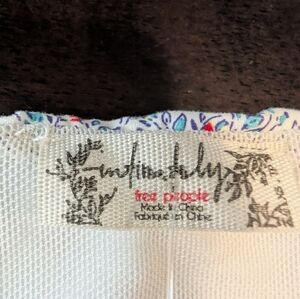 intimately
free people
Made in China
Fabriqué en Chine